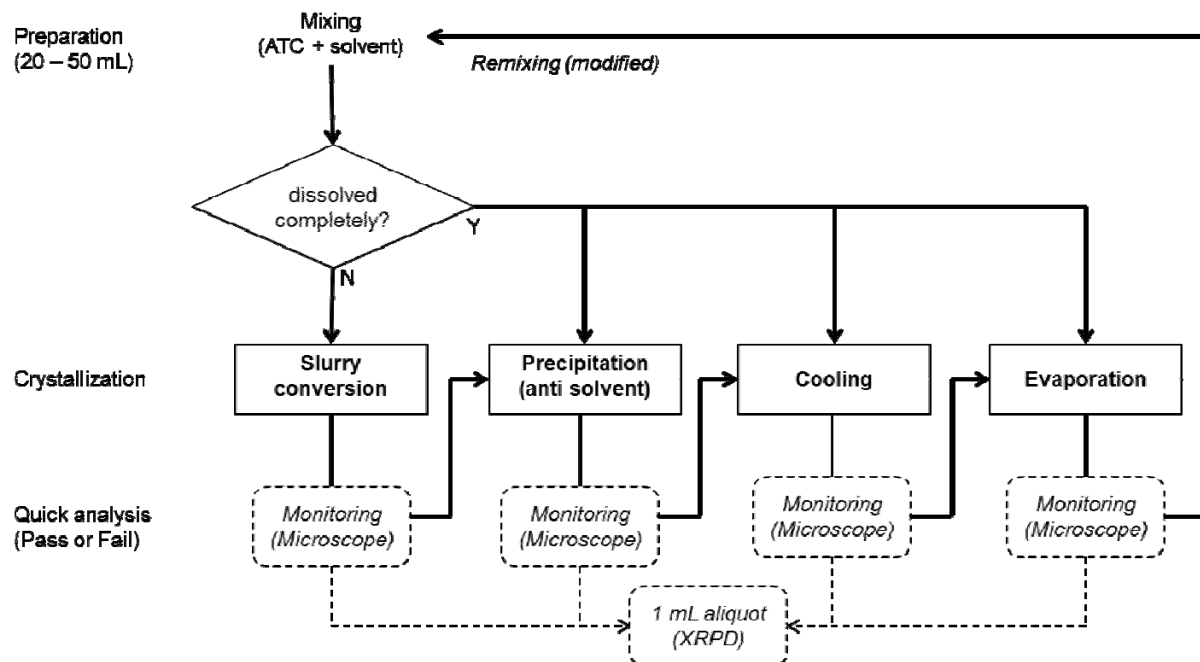 Preparation
(20 – 50 mL)
Mixing
(ATC + solvent)
Remixing (modified)
dissolved
completely?
Y
N
Crystallization
Slurry
conversion
Precipitation
(anti solvent)
Cooling
Evaporation
Quick analysis
(Pass or Fail)
Monitoring
(Microscope)
Monitoring
(Microscope)
Monitoring
(Microscope)
Monitoring
(Microscope)
1 mL aliquot
(XRPD)